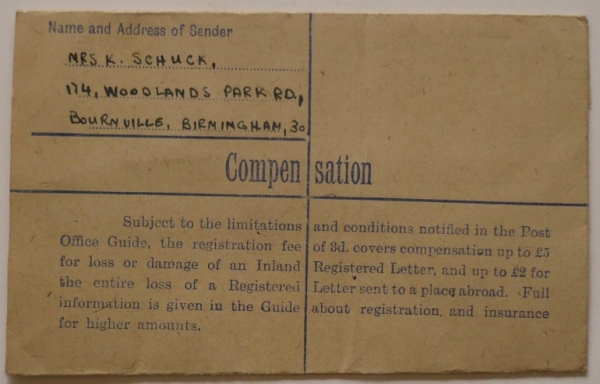 Name and Address of Sender
MRS K. SCHUCK,
174, WOODLANDS PARK RD,
BOURNVILLE, BIRMINGHAM, 30
Compensation
Subject to the limitations and conditions notified in the Post
Office Guide, the registration fee of 3d. covers compensation up to £5
for loss or damage of an Inland Registered Letter, and up to £2 for
the entire loss of a Registered Letter sent to a place abroad. Full
information is given in the Guide about registration, and insurance
for higher amounts.